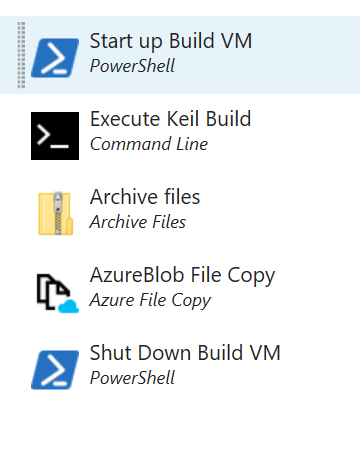 Start up Build VM
PowerShell
Execute Keil Build
Command Line
Archive files
Archive Files
AzureBlob File Copy
Azure File Copy
Shut Down Build VM
PowerShell